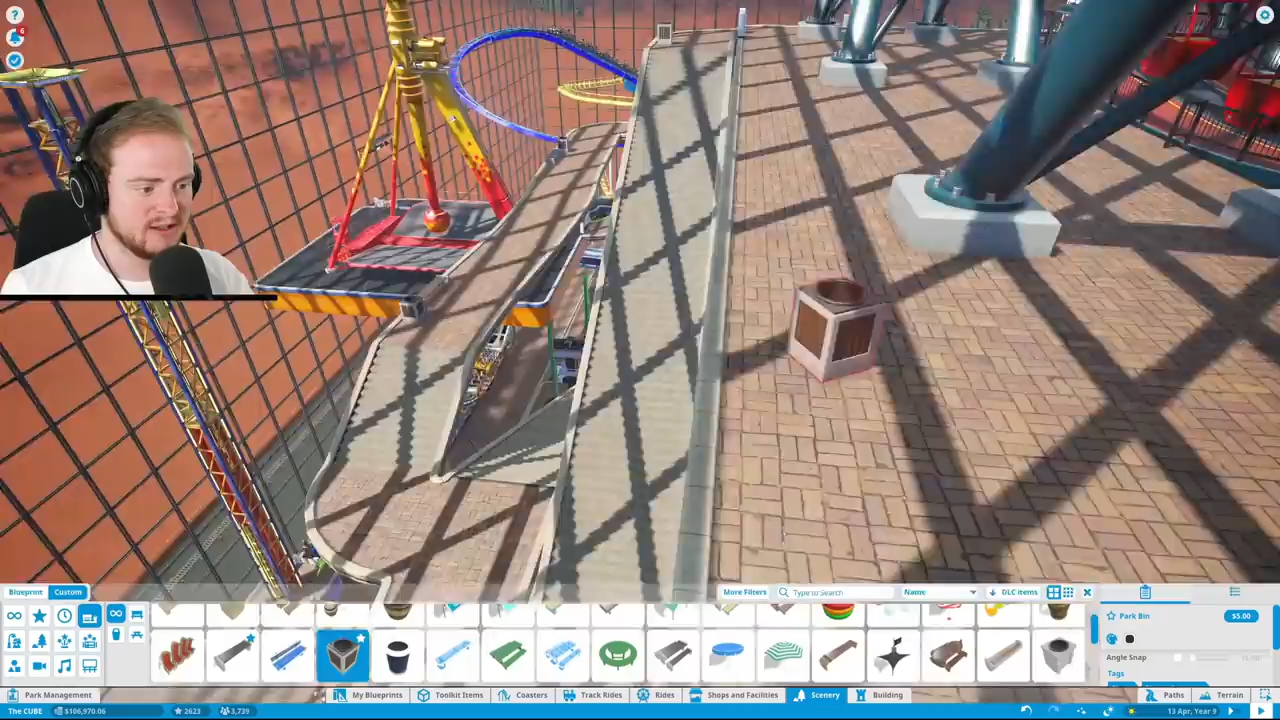 ?
6
Blueprint
Custom
More Filters
Type to Search
Name
DLC items
Park Bin
$5.00
Angle Snap
Tags
Park Management
My Blueprints
Toolkit Items
Coasters
Track Rides
Rides
Shops and Facilities
Scenery
Building
Paths
Terrain
The CUBE
$106,970.06
2623
3,739
13 Apr, Year 9